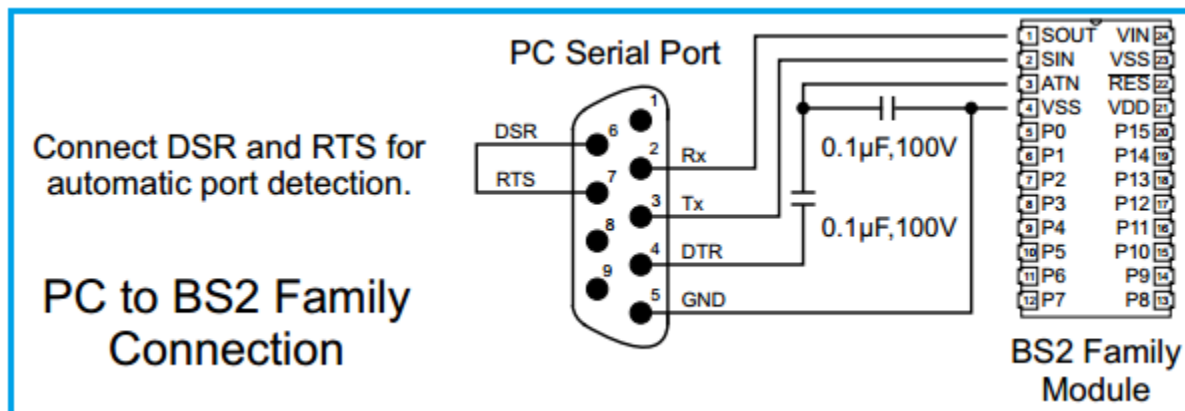 Connect DSR and RTS for
automatic port detection.
PC to BS2 Family
Connection
PC Serial Port
DSR
RTS
1
6
2
7
3
8
4
9
5
Rx
Tx
DTR
GND
0.1µF,100V
0.1µF,100V
1 SOUT VIN 24
2 SIN VSS 23
3 ATN RES 22
4 VSS VDD 21
5 P0 P15 20
6 P1 P14 19
7 P2 P13 18
8 P3 P12 17
9 P4 P11 16
10 P5 P10 15
11 P6 P9 14
12 P7 P8 13
BS2 Family
Module